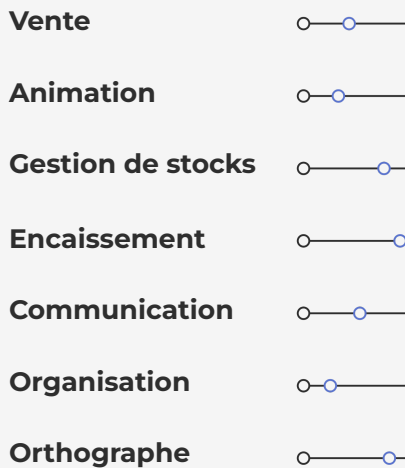 Vente
Animation
Gestion de stocks
Encaissement
Communication
Organisation
Orthographe